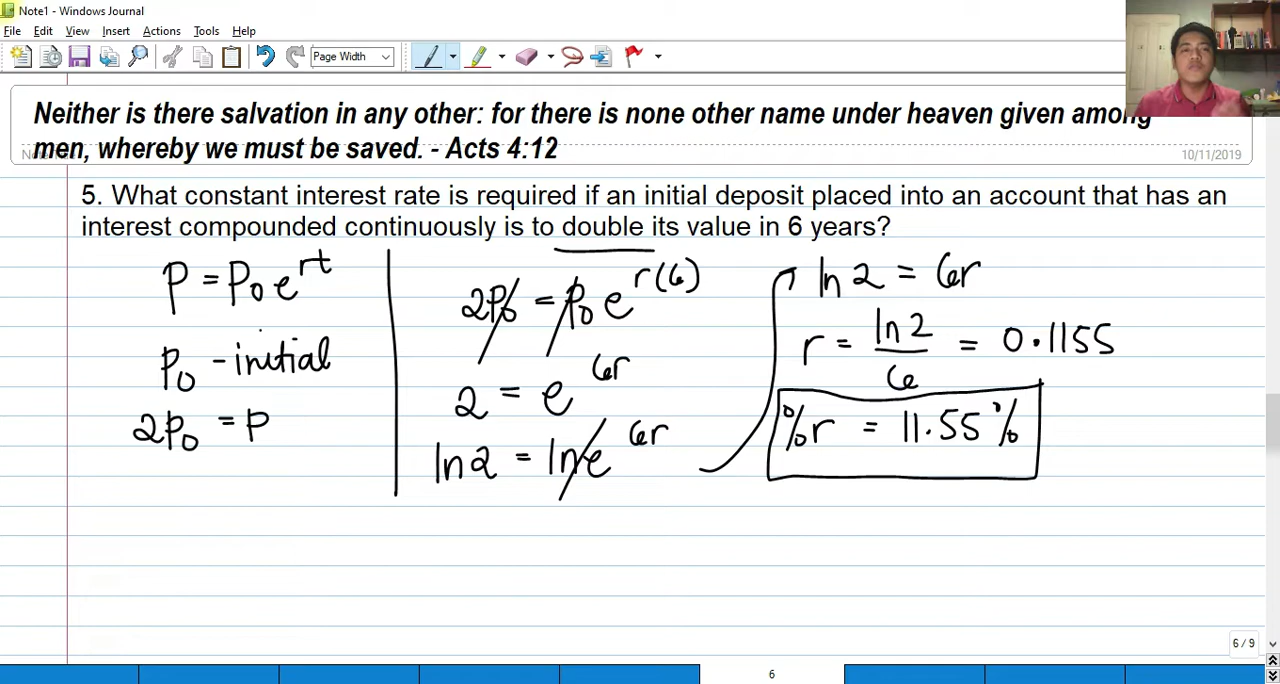 Note1 - Windows Journal
File Edit View Insert Actions Tools Help
Page Width
Neither is there salvation in any other: for there is none other name under heaven given among
men, whereby we must be saved. - Acts 4:12
10/11/2019
5. What constant interest rate is required if an initial deposit placed into an account that has an
interest compounded continuously is to double its value in 6 years?
P = P₀e^rt
P₀ - initial
2P₀ = P
2P₀ = P₀e^r(6)
2 = e^6r
ln2 = lne^6r
ln2 = 6r
r = ln2/6 = 0.1155
%r = 11.55%
6 / 9
6